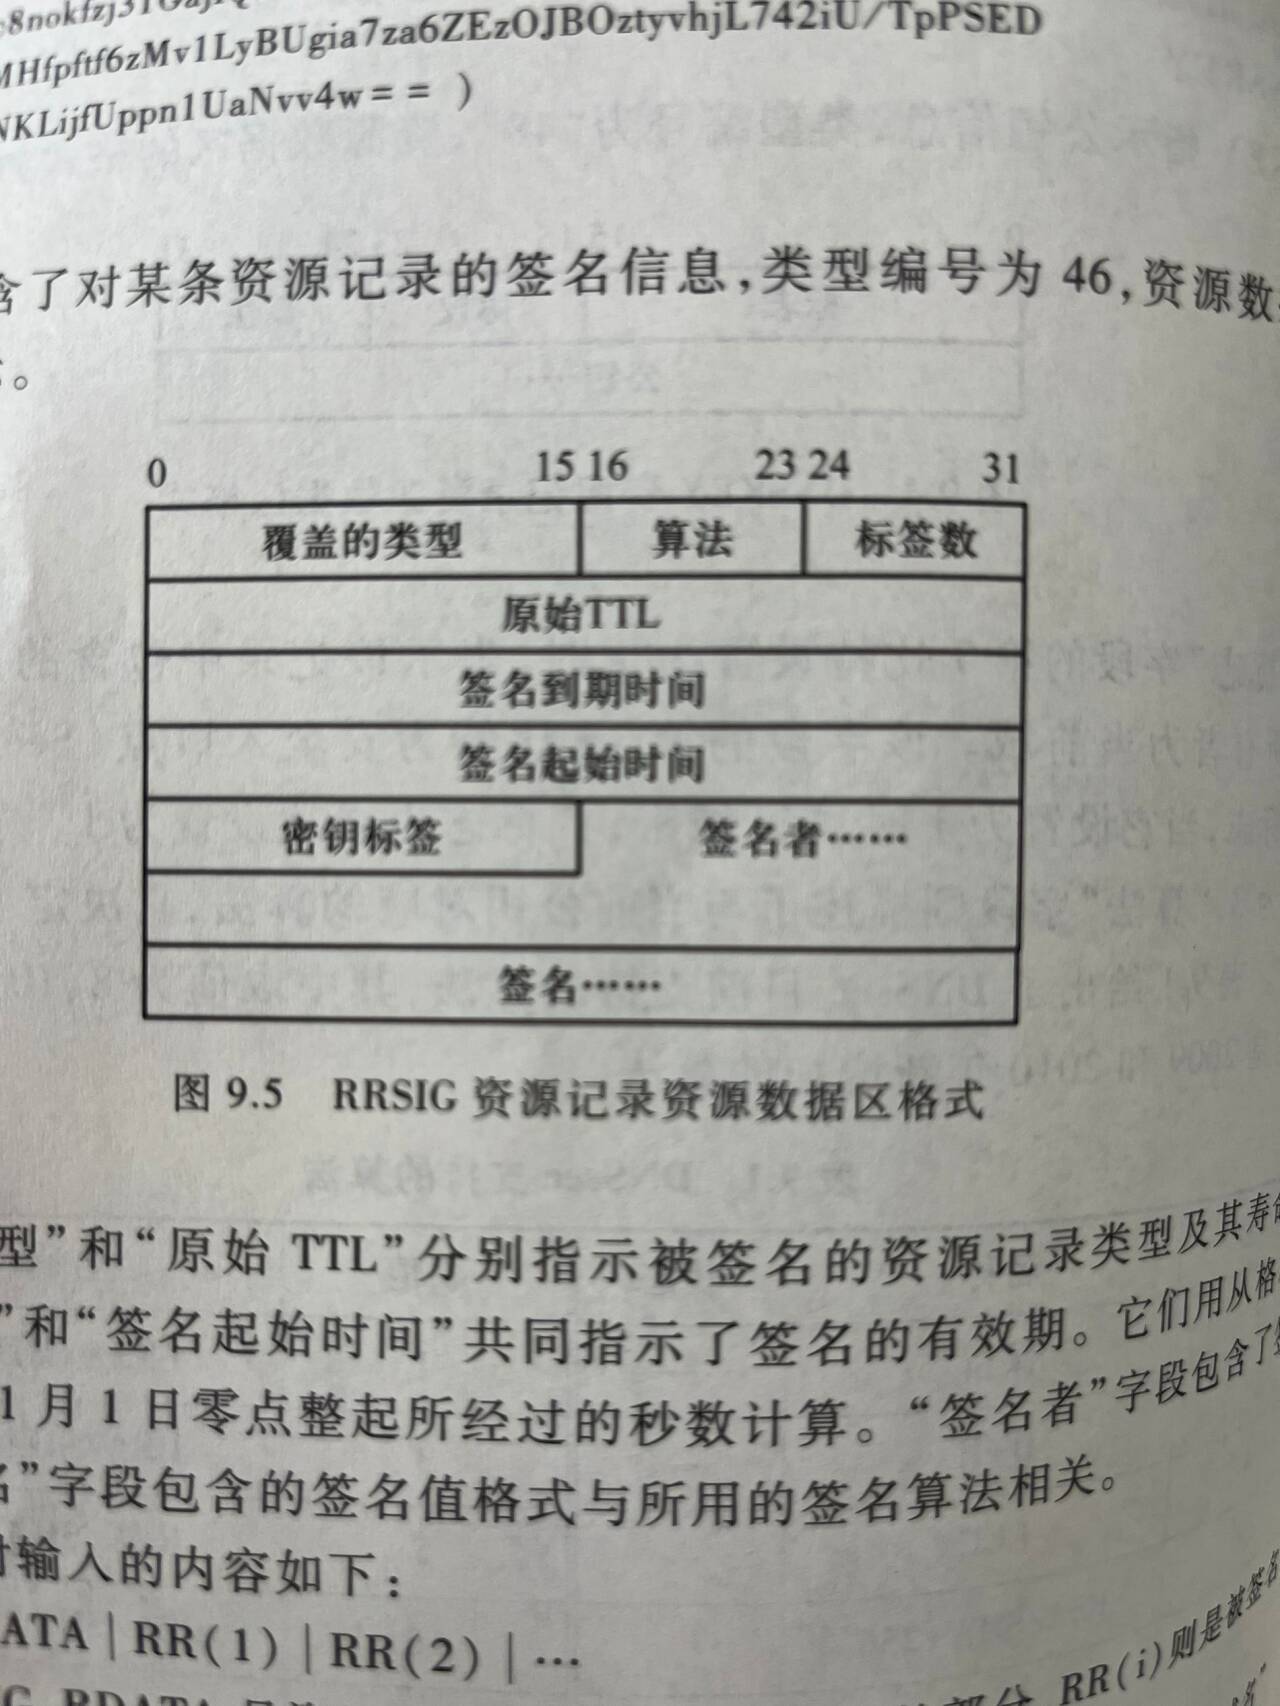 MHfpftf6zMv1LyBUgia7za6ZEzOJBOztyvhjL742iU/TpPSED
NKLijfUppn1UaNvv4w== )
含了对某条资源记录的签名信息,类型编号为 46,资源数
。
0 15 16 23 24 31
覆盖的类型 算法 标签数
原始TTL
签名到期时间
签名起始时间
密钥标签 签名者……
签名……
图 9.5 RRSIG 资源记录资源数据区格式
型”和“原始 TTL”分别指示被签名的资源记录类型及其寿
”和“签名起始时间”共同指示了签名的有效期。它们用从格
1 月 1 日零点整起所经过的秒数计算。“签名者”字段包含了
名”字段包含的签名值格式与所用的签名算法相关。
时输入的内容如下:
ATA | RR(1) | RR(2) | …
RDATA
部分,RR(i)则是被签名